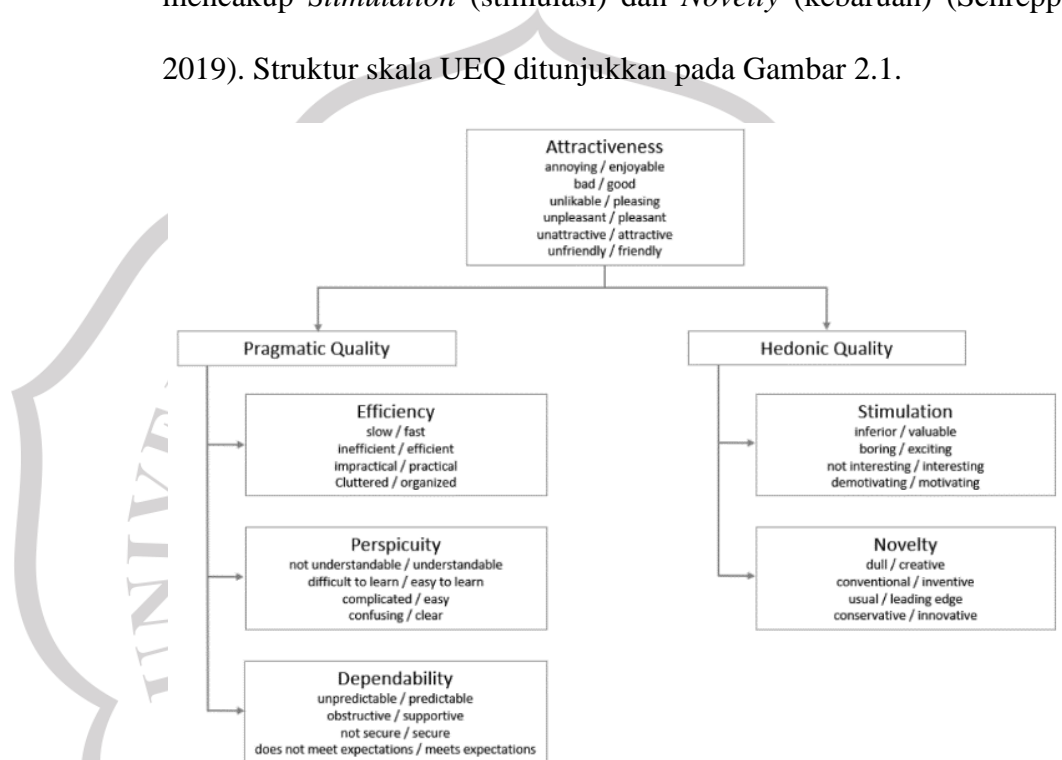 mencakup Stimulation (stimulasi) dan Novelty (kebaruan) (Schrepp
2019). Struktur skala UEQ ditunjukkan pada Gambar 2.1.
Attractiveness
annoying / enjoyable
bad / good
unlikable / pleasing
unpleasant / pleasant
unattractive / attractive
unfriendly / friendly
Pragmatic Quality
Hedonic Quality
Efficiency
slow / fast
inefficient / efficient
impractical / practical
Cluttered / organized
Perspicuity
not understandable / understandable
difficult to learn / easy to learn
complicated / easy
confusing / clear
Dependability
unpredictable / predictable
obstructive / supportive
not secure / secure
does not meet expectations / meets expectations
Stimulation
inferior / valuable
boring / exciting
not interesting / interesting
demotivating / motivating
Novelty
dull / creative
conventional / inventive
usual / leading edge
conservative / innovative